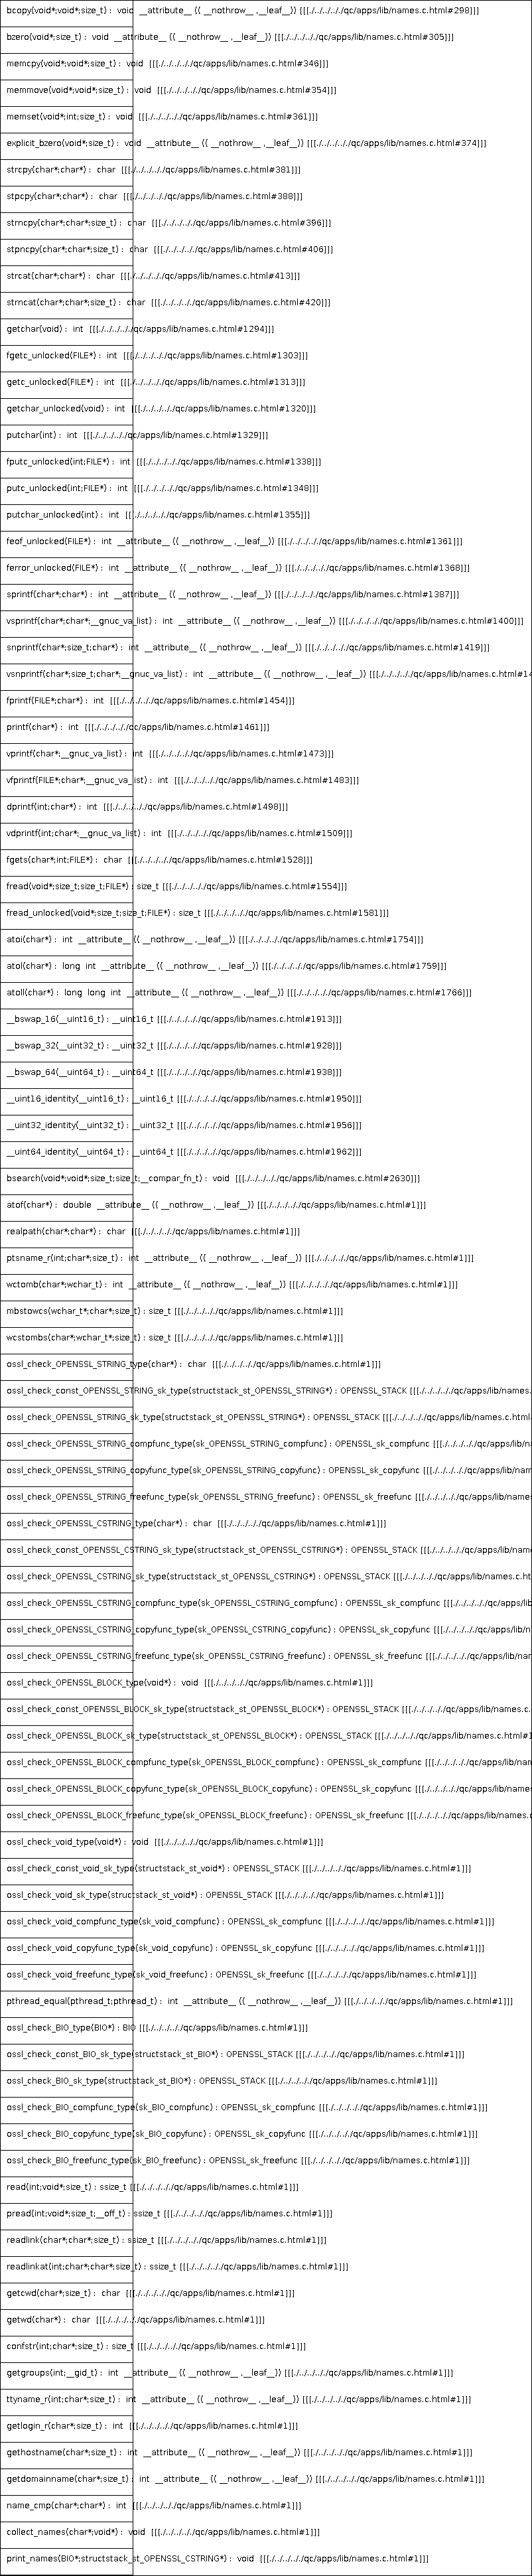 bcopy(void*;void*;size_t) :  void  __attribute__ (( __nothrow__ ,__leaf__)) [[[./../../../../qc/apps/lib/names.c.html#298]]]
bzero(void*;size_t) :  void  __attribute__ (( __nothrow__ ,__leaf__)) [[[./../../../../qc/apps/lib/names.c.html#305]]]
memcpy(void*;void*;size_t) :  void  [[[./../../../../qc/apps/lib/names.c.html#346]]]
memmove(void*;void*;size_t) :  void  [[[./../../../../qc/apps/lib/names.c.html#354]]]
memset(void*;int;size_t) :  void  [[[./../../../../qc/apps/lib/names.c.html#361]]]
explicit_bzero(void*;size_t) :  void  __attribute__ (( __nothrow__ ,__leaf__)) [[[./../../../../qc/apps/lib/names.c.html#374]]]
strcpy(char*;char*) :  char  [[[./../../../../qc/apps/lib/names.c.html#381]]]
stpcpy(char*;char*) :  char  [[[./../../../../qc/apps/lib/names.c.html#388]]]
strncpy(char*;char*;size_t) :  char  [[[./../../../../qc/apps/lib/names.c.html#396]]]
stpncpy(char*;char*;size_t) :  char  [[[./../../../../qc/apps/lib/names.c.html#406]]]
strcat(char*;char*) :  char  [[[./../../../../qc/apps/lib/names.c.html#413]]]
strncat(char*;char*;size_t) :  char  [[[./../../../../qc/apps/lib/names.c.html#420]]]
getchar(void) :  int  [[[./../../../../qc/apps/lib/names.c.html#1294]]]
fgetc_unlocked(FILE*) :  int  [[[./../../../../qc/apps/lib/names.c.html#1303]]]
getc_unlocked(FILE*) :  int  [[[./../../../../qc/apps/lib/names.c.html#1313]]]
getchar_unlocked(void) :  int  [[[./../../../../qc/apps/lib/names.c.html#1320]]]
putchar(int) :  int  [[[./../../../../qc/apps/lib/names.c.html#1329]]]
fputc_unlocked(int;FILE*) :  int  [[[./../../../../qc/apps/lib/names.c.html#1338]]]
putc_unlocked(int;FILE*) :  int  [[[./../../../../qc/apps/lib/names.c.html#1348]]]
putchar_unlocked(int) :  int  [[[./../../../../qc/apps/lib/names.c.html#1355]]]
feof_unlocked(FILE*) :  int  __attribute__ (( __nothrow__ ,__leaf__)) [[[./../../../../qc/apps/lib/names.c.html#1361]]]
ferror_unlocked(FILE*) :  int  __attribute__ (( __nothrow__ ,__leaf__)) [[[./../../../../qc/apps/lib/names.c.html#1368]]]
sprintf(char*;char*) :  int  __attribute__ (( __nothrow__ ,__leaf__)) [[[./../../../../qc/apps/lib/names.c.html#1387]]]
vsprintf(char*;char*;__gnuc_va_list) :  int  __attribute__ (( __nothrow__ ,__leaf__)) [[[./../../../../qc/apps/lib/names.c.html#1400]]]
snprintf(char*;size_t;char*) :  int  __attribute__ (( __nothrow__ ,__leaf__)) [[[./../../../../qc/apps/lib/names.c.html#1419]]]
vsnprintf(char*;size_t;char*;__gnuc_va_list) :  int  __attribute__ (( __nothrow__ ,__leaf__)) [[[./../../../../qc/apps/lib/names.c.html#14
fprintf(FILE*;char*) :  int  [[[./../../../../qc/apps/lib/names.c.html#1454]]]
printf(char*) :  int  [[[./../../../../qc/apps/lib/names.c.html#1461]]]
vprintf(char*;__gnuc_va_list) :  int  [[[./../../../../qc/apps/lib/names.c.html#1473]]]
vfprintf(FILE*;char*;__gnuc_va_list) :  int  [[[./../../../../qc/apps/lib/names.c.html#1483]]]
dprintf(int;char*) :  int  [[[./../../../../qc/apps/lib/names.c.html#1498]]]
vdprintf(int;char*;__gnuc_va_list) :  int  [[[./../../../../qc/apps/lib/names.c.html#1509]]]
fgets(char*;int;FILE*) :  char  [[[./../../../../qc/apps/lib/names.c.html#1528]]]
fread(void*;size_t;size_t;FILE*) : size_t [[[./../../../../qc/apps/lib/names.c.html#1554]]]
fread_unlocked(void*;size_t;size_t;FILE*) : size_t [[[./../../../../qc/apps/lib/names.c.html#1581]]]
atoi(char*) :  int  __attribute__ (( __nothrow__ ,__leaf__)) [[[./../../../../qc/apps/lib/names.c.html#1754]]]
atol(char*) :  long  int  __attribute__ (( __nothrow__ ,__leaf__)) [[[./../../../../qc/apps/lib/names.c.html#1759]]]
atoll(char*) :  long  long  int  __attribute__ (( __nothrow__ ,__leaf__)) [[[./../../../../qc/apps/lib/names.c.html#1766]]]
__bswap_16(__uint16_t) : __uint16_t [[[./../../../../qc/apps/lib/names.c.html#1913]]]
__bswap_32(__uint32_t) : __uint32_t [[[./../../../../qc/apps/lib/names.c.html#1928]]]
__bswap_64(__uint64_t) : __uint64_t [[[./../../../../qc/apps/lib/names.c.html#1938]]]
__uint16_identity(__uint16_t) : __uint16_t [[[./../../../../qc/apps/lib/names.c.html#1950]]]
__uint32_identity(__uint32_t) : __uint32_t [[[./../../../../qc/apps/lib/names.c.html#1956]]]
__uint64_identity(__uint64_t) : __uint64_t [[[./../../../../qc/apps/lib/names.c.html#1962]]]
bsearch(void*;void*;size_t;size_t;__compar_fn_t) :  void  [[[./../../../../qc/apps/lib/names.c.html#2630]]]
atof(char*) :  double  __attribute__ (( __nothrow__ ,__leaf__)) [[[./../../../../qc/apps/lib/names.c.html#1]]]
realpath(char*;char*) :  char  [[[./../../../../qc/apps/lib/names.c.html#1]]]
ptsname_r(int;char*;size_t) :  int  __attribute__ (( __nothrow__ ,__leaf__)) [[[./../../../../qc/apps/lib/names.c.html#1]]]
wctomb(char*;wchar_t) :  int  __attribute__ (( __nothrow__ ,__leaf__)) [[[./../../../../qc/apps/lib/names.c.html#1]]]
mbstowcs(wchar_t*;char*;size_t) : size_t [[[./../../../../qc/apps/lib/names.c.html#1]]]
wcstombs(char*;wchar_t*;size_t) : size_t [[[./../../../../qc/apps/lib/names.c.html#1]]]
ossl_check_OPENSSL_STRING_type(char*) :  char  [[[./../../../../qc/apps/lib/names.c.html#1]]]
ossl_check_const_OPENSSL_STRING_sk_type(structstack_st_OPENSSL_STRING*) : OPENSSL_STACK [[[./../../../../qc/apps/lib/names.
ossl_check_OPENSSL_STRING_sk_type(structstack_st_OPENSSL_STRING*) : OPENSSL_STACK [[[./../../../../qc/apps/lib/names.c.html
ossl_check_OPENSSL_STRING_compfunc_type(sk_OPENSSL_STRING_compfunc) : OPENSSL_sk_compfunc [[[./../../../../qc/apps/lib/na
ossl_check_OPENSSL_STRING_copyfunc_type(sk_OPENSSL_STRING_copyfunc) : OPENSSL_sk_copyfunc [[[./../../../../qc/apps/lib/nam
ossl_check_OPENSSL_STRING_freefunc_type(sk_OPENSSL_STRING_freefunc) : OPENSSL_sk_freefunc [[[./../../../../qc/apps/lib/names
ossl_check_OPENSSL_CSTRING_type(char*) :  char  [[[./../../../../qc/apps/lib/names.c.html#1]]]
ossl_check_const_OPENSSL_CSTRING_sk_type(structstack_st_OPENSSL_CSTRING*) : OPENSSL_STACK [[[./../../../../qc/apps/lib/name
ossl_check_OPENSSL_CSTRING_sk_type(structstack_st_OPENSSL_CSTRING*) : OPENSSL_STACK [[[./../../../../qc/apps/lib/names.c.ht
ossl_check_OPENSSL_CSTRING_compfunc_type(sk_OPENSSL_CSTRING_compfunc) : OPENSSL_sk_compfunc [[[./../../../../qc/apps/lib
ossl_check_OPENSSL_CSTRING_copyfunc_type(sk_OPENSSL_CSTRING_copyfunc) : OPENSSL_sk_copyfunc [[[./../../../../qc/apps/lib/n
ossl_check_OPENSSL_CSTRING_freefunc_type(sk_OPENSSL_CSTRING_freefunc) : OPENSSL_sk_freefunc [[[./../../../../qc/apps/lib/nam
ossl_check_OPENSSL_BLOCK_type(void*) :  void  [[[./../../../../qc/apps/lib/names.c.html#1]]]
ossl_check_const_OPENSSL_BLOCK_sk_type(structstack_st_OPENSSL_BLOCK*) : OPENSSL_STACK [[[./../../../../qc/apps/lib/names.c.
ossl_check_OPENSSL_BLOCK_sk_type(structstack_st_OPENSSL_BLOCK*) : OPENSSL_STACK [[[./../../../../qc/apps/lib/names.c.html#1
ossl_check_OPENSSL_BLOCK_compfunc_type(sk_OPENSSL_BLOCK_compfunc) : OPENSSL_sk_compfunc [[[./../../../../qc/apps/lib/nam
ossl_check_OPENSSL_BLOCK_copyfunc_type(sk_OPENSSL_BLOCK_copyfunc) : OPENSSL_sk_copyfunc [[[./../../../../qc/apps/lib/names
ossl_check_OPENSSL_BLOCK_freefunc_type(sk_OPENSSL_BLOCK_freefunc) : OPENSSL_sk_freefunc [[[./../../../../qc/apps/lib/names.c
ossl_check_void_type(void*) :  void  [[[./../../../../qc/apps/lib/names.c.html#1]]]
ossl_check_const_void_sk_type(structstack_st_void*) : OPENSSL_STACK [[[./../../../../qc/apps/lib/names.c.html#1]]]
ossl_check_void_sk_type(structstack_st_void*) : OPENSSL_STACK [[[./../../../../qc/apps/lib/names.c.html#1]]]
ossl_check_void_compfunc_type(sk_void_compfunc) : OPENSSL_sk_compfunc [[[./../../../../qc/apps/lib/names.c.html#1]]]
ossl_check_void_copyfunc_type(sk_void_copyfunc) : OPENSSL_sk_copyfunc [[[./../../../../qc/apps/lib/names.c.html#1]]]
ossl_check_void_freefunc_type(sk_void_freefunc) : OPENSSL_sk_freefunc [[[./../../../../qc/apps/lib/names.c.html#1]]]
pthread_equal(pthread_t;pthread_t) :  int  __attribute__ (( __nothrow__ ,__leaf__)) [[[./../../../../qc/apps/lib/names.c.html#1]]]
ossl_check_BIO_type(BIO*) : BIO [[[./../../../../qc/apps/lib/names.c.html#1]]]
ossl_check_const_BIO_sk_type(structstack_st_BIO*) : OPENSSL_STACK [[[./../../../../qc/apps/lib/names.c.html#1]]]
ossl_check_BIO_sk_type(structstack_st_BIO*) : OPENSSL_STACK [[[./../../../../qc/apps/lib/names.c.html#1]]]
ossl_check_BIO_compfunc_type(sk_BIO_compfunc) : OPENSSL_sk_compfunc [[[./../../../../qc/apps/lib/names.c.html#1]]]
ossl_check_BIO_copyfunc_type(sk_BIO_copyfunc) : OPENSSL_sk_copyfunc [[[./../../../../qc/apps/lib/names.c.html#1]]]
ossl_check_BIO_freefunc_type(sk_BIO_freefunc) : OPENSSL_sk_freefunc [[[./../../../../qc/apps/lib/names.c.html#1]]]
read(int;void*;size_t) : ssize_t [[[./../../../../qc/apps/lib/names.c.html#1]]]
pread(int;void*;size_t;__off_t) : ssize_t [[[./../../../../qc/apps/lib/names.c.html#1]]]
readlink(char*;char*;size_t) : ssize_t [[[./../../../../qc/apps/lib/names.c.html#1]]]
readlinkat(int;char*;char*;size_t) : ssize_t [[[./../../../../qc/apps/lib/names.c.html#1]]]
getcwd(char*;size_t) :  char  [[[./../../../../qc/apps/lib/names.c.html#1]]]
getwd(char*) :  char  [[[./../../../../qc/apps/lib/names.c.html#1]]]
confstr(int;char*;size_t) : size_t [[[./../../../../qc/apps/lib/names.c.html#1]]]
getgroups(int;__gid_t) :  int  __attribute__ (( __nothrow__ ,__leaf__)) [[[./../../../../qc/apps/lib/names.c.html#1]]]
ttyname_r(int;char*;size_t) :  int  __attribute__ (( __nothrow__ ,__leaf__)) [[[./../../../../qc/apps/lib/names.c.html#1]]]
getlogin_r(char*;size_t) :  int  [[[./../../../../qc/apps/lib/names.c.html#1]]]
gethostname(char*;size_t) :  int  __attribute__ (( __nothrow__ ,__leaf__)) [[[./../../../../qc/apps/lib/names.c.html#1]]]
getdomainname(char*;size_t) :  int  __attribute__ (( __nothrow__ ,__leaf__)) [[[./../../../../qc/apps/lib/names.c.html#1]]]
name_cmp(char*;char*) :  int  [[[./../../../../qc/apps/lib/names.c.html#1]]]
collect_names(char*;void*) :  void  [[[./../../../../qc/apps/lib/names.c.html#1]]]
print_names(BIO*;structstack_st_OPENSSL_CSTRING*) :  void  [[[./../../../../qc/apps/lib/names.c.html#1]]]